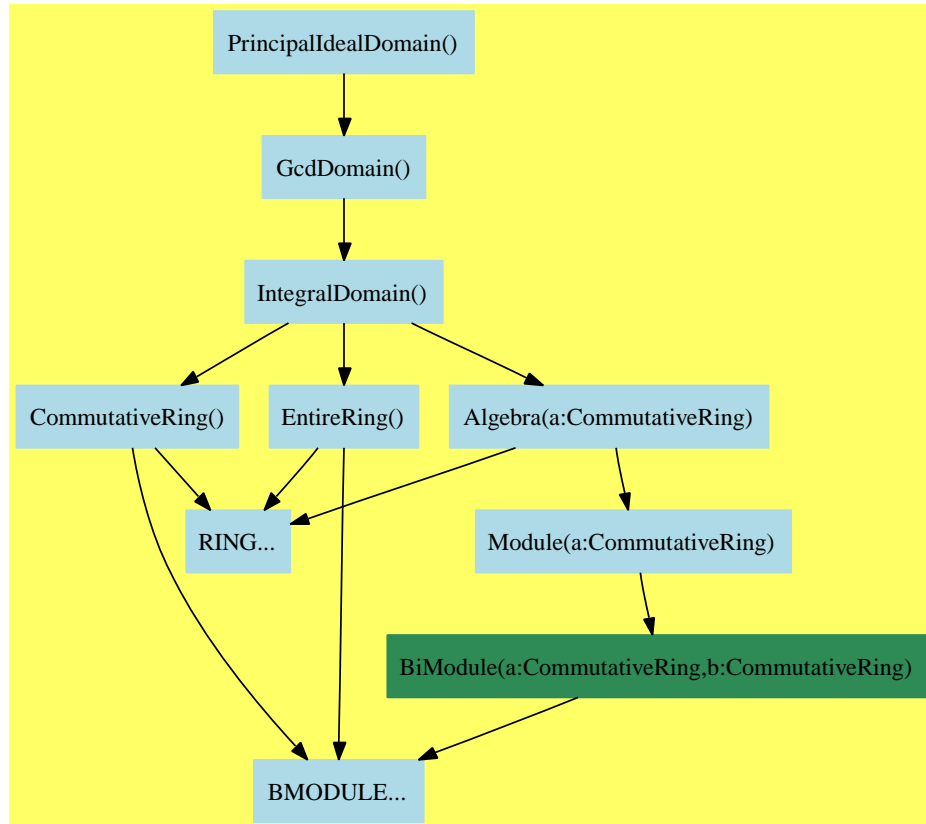 PrincipalIdealDomain()
GcdDomain()
IntegralDomain()
CommutativeRing()
EntireRing()
Algebra(a:CommutativeRing)
RING...
Module(a:CommutativeRing)
BiModule(a:CommutativeRing,b:CommutativeRing)
BMODULE...